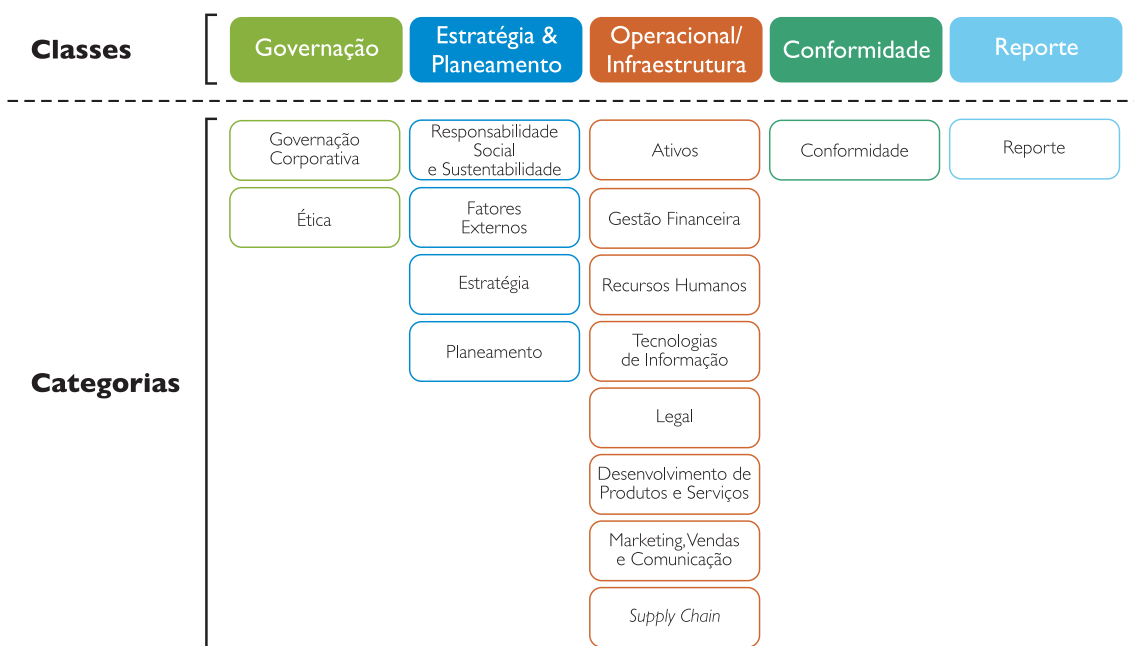 Classes
Governação
Estratégia &
Planeamento
Operacional/
Infraestrutura
Conformidade
Reporte
Categorias
Governação
Corporativa
Ética
Responsabilidade
Social
e Sustentabilidade
Fatores
Externos
Estratégia
Planeamento
Ativos
Gestão Financeira
Recursos Humanos
Tecnologias
de Informação
Legal
Desenvolvimento de
Produtos e Serviços
Marketing, Vendas
e Comunicação
Supply Chain
Conformidade
Reporte